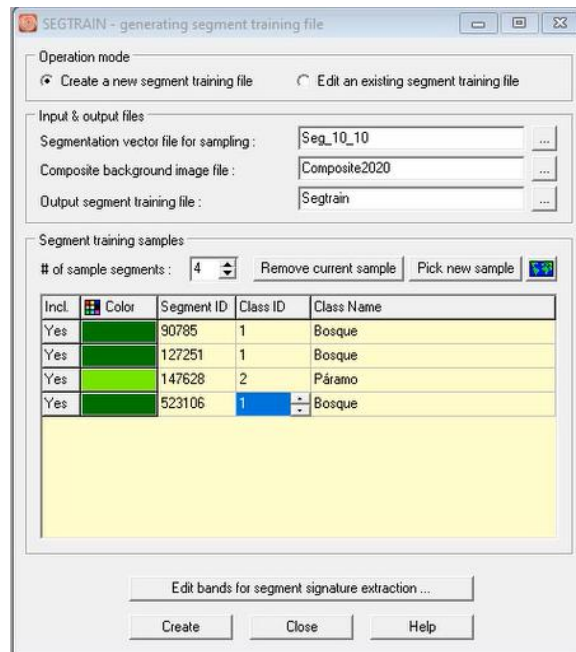 SEGTRAIN - generating segment training file
Operation mode
Create a new segment training file Edit an existing segment training file
Input & output files
Segmentation vector file for sampling : Seg_10_10 ...
Composite background image file : Composite2020 ...
Output segment training file : Segtrain ...
Segment training samples
# of sample segments : 4 Remove current sample Pick new sample
Incl. Color Segment ID Class ID Class Name
Yes 90785 1 Bosque
Yes 127251 1 Bosque
Yes 147628 2 Páramo
Yes 523106 1 Bosque
Edit bands for segment signature extraction ...
Create Close Help